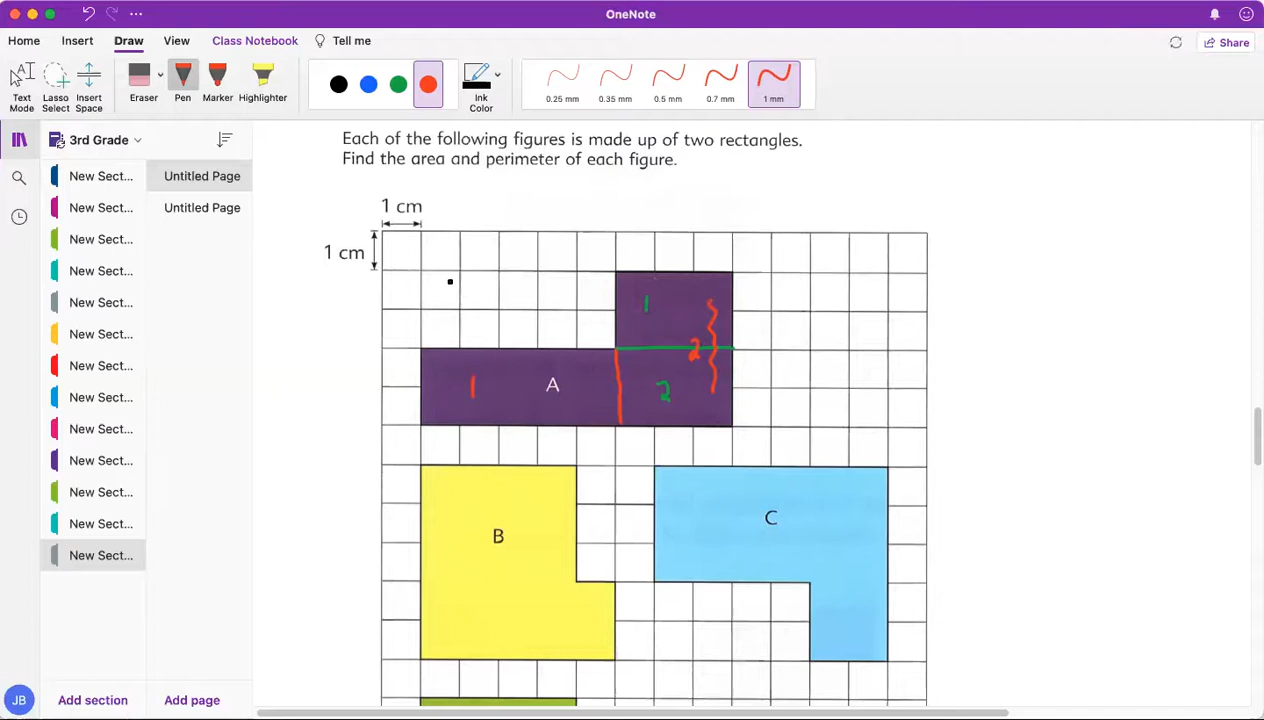 OneNote
Home Insert Draw View Class Notebook Tell me
Share
Text Mode
Lasso Select
Insert Space
Eraser
Pen
Marker
Highlighter
Ink Color
0.25 mm 0.35 mm 0.5 mm 0.7 mm 1 mm
3rd Grade
New Sect...
New Sect...
New Sect...
New Sect...
New Sect...
New Sect...
New Sect...
New Sect...
New Sect...
New Sect...
New Sect...
New Sect...
New Sect...
Untitled Page
Untitled Page
JB
Add section
Add page
Each of the following figures is made up of two rectangles.
Find the area and perimeter of each figure.
1 cm
1 cm
1
2
1 A 2
B
C